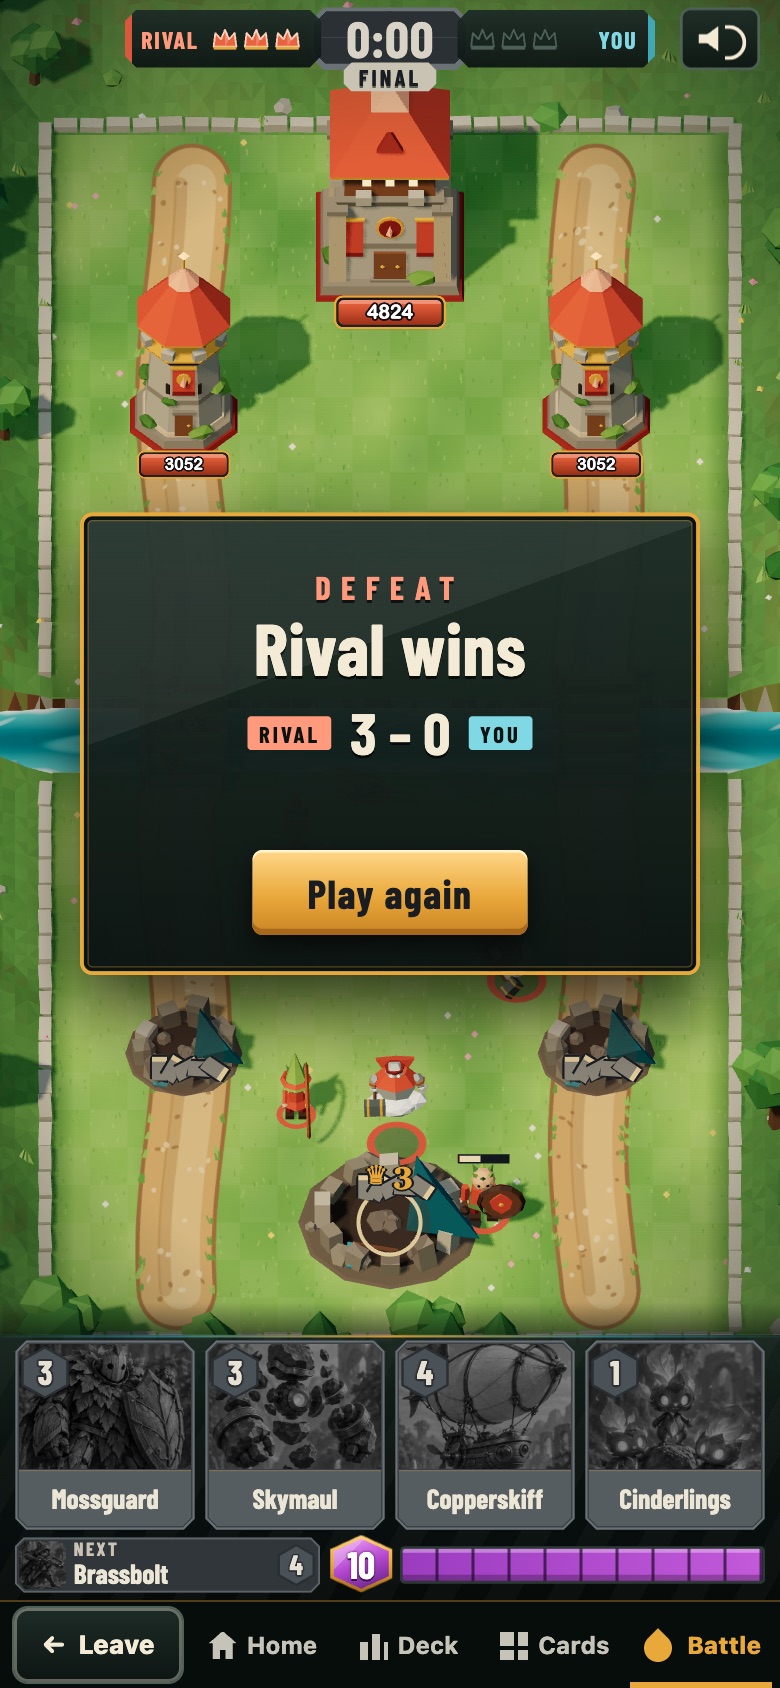 RIVAL
0:00
YOU
FINAL
4824
3052
3052
DEFEAT
Rival wins
RIVAL 3 – 0 YOU
Play again
3
3 Mossguard
3 Skymaul
4 Copperskiff
1 Cinderlings
NEXT
Brassbolt
4
10
← Leave
Home
Deck
Cards
Battle